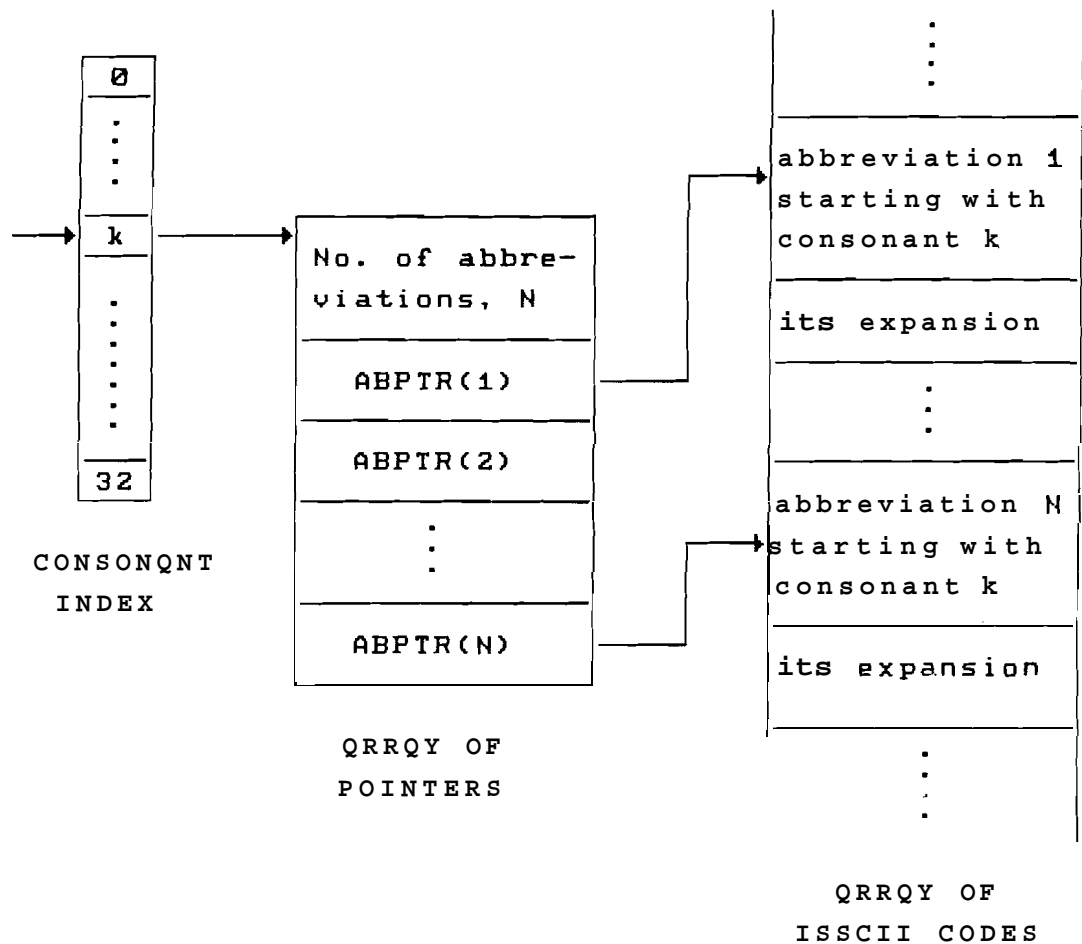 0
k
32
CONSONQNT
INDEX
No. of abbre-
viations, N
ABPTR(1)
ABPTR(2)
ABPTR(N)
QRRQY OF
POINTERS
abbreviation 1
starting with
consonant k
its expansion
abbreviation N
starting with
consonant k
its expansion
QRRQY OF
ISSCII CODES